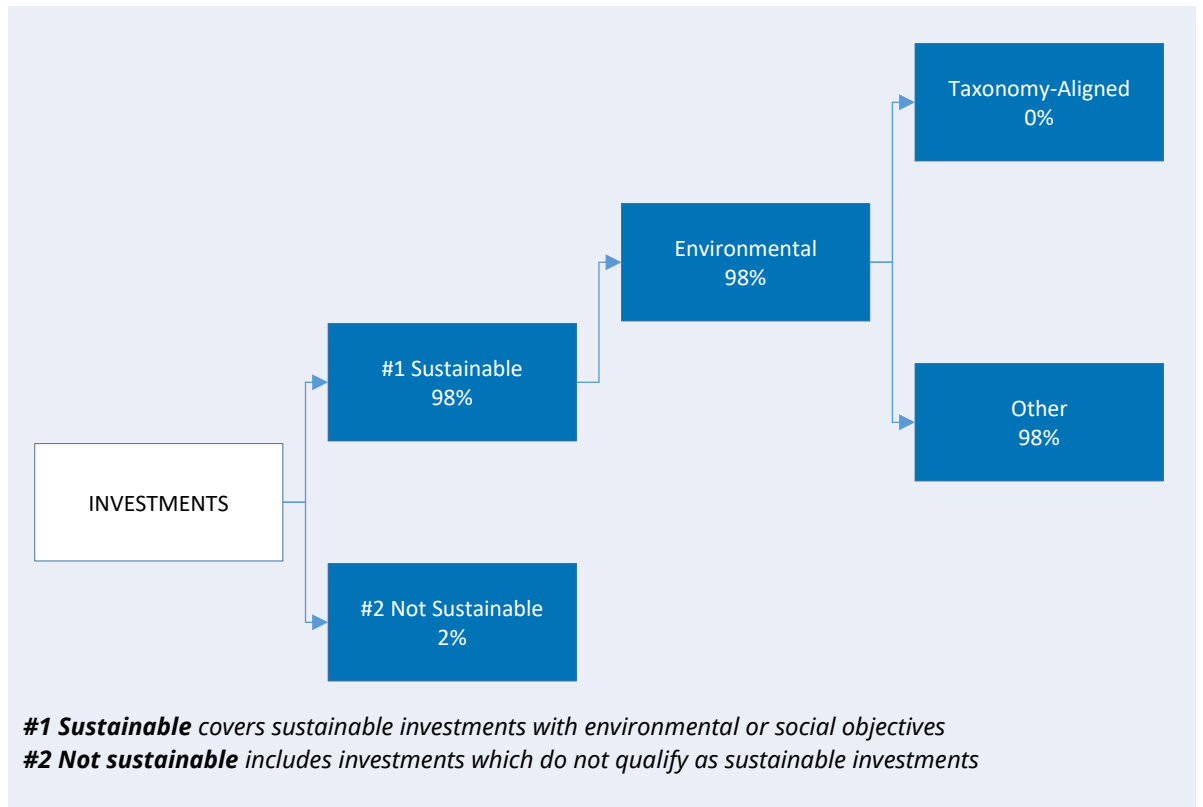 Taxonomy-Aligned
0%
Environmental
98%
#1 Sustainable
98%
Other
98%
INVESTMENTS
#2 Not Sustainable
2%
#1 Sustainable covers sustainable investments with environmental or social objectives
#2 Not sustainable includes investments which do not qualify as sustainable investments